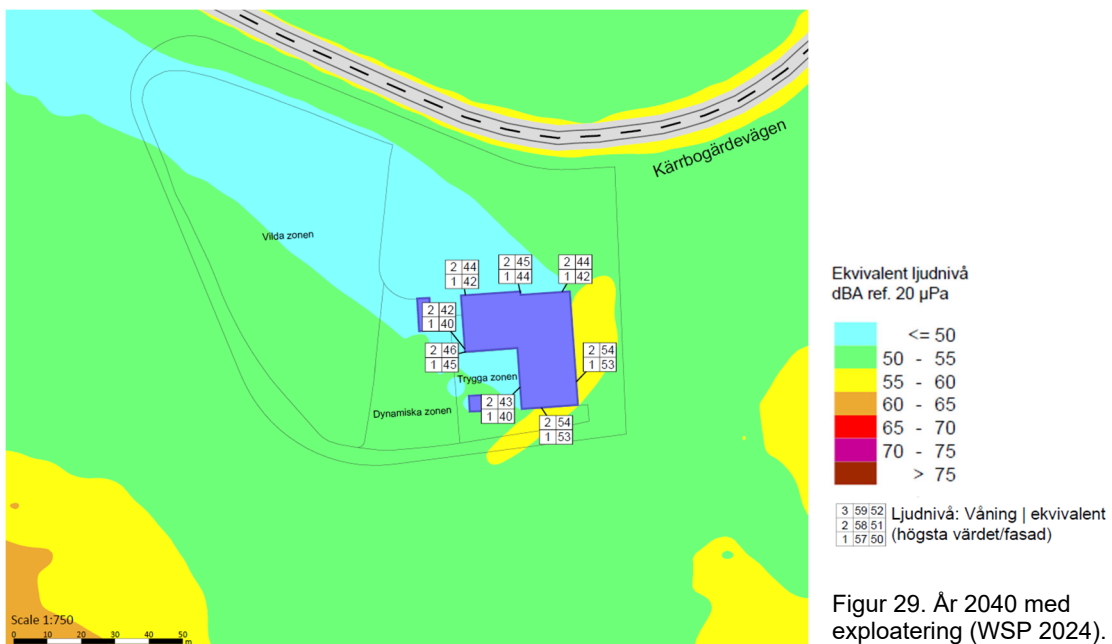 Kärrbogärdevägen
Vilda zonen
2 44
1 42
2 45
1 44
2 44
1 42
2 42
1 40
2 46
1 45
2 54
1 53
Trygga zonen
Dynamiska zonen
2 43
1 40
2 54
1 53
Scale 1:750
0 10 20 30 40 50
m
Ekvivalent ljudnivå
dBA ref. 20 µPa
<= 50
50 - 55
55 - 60
60 - 65
65 - 70
70 - 75
> 75
3 59 52
2 58 51
1 57 50
Ljudnivå: Våning | ekvivalent
(högsta värdet/fasad)
Figur 29. År 2040 med
exploatering (WSP 2024).